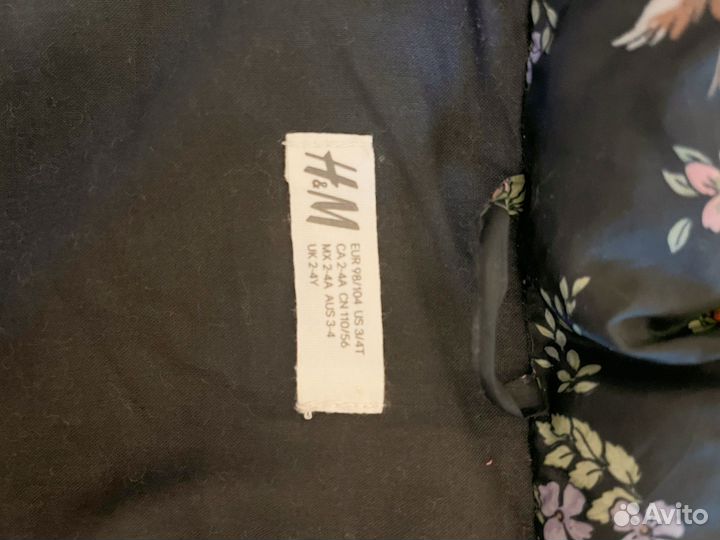 H&M
EUR 98/104 US 3/4T
CA 2-4A CN 110/56
MX 2-4A AUS 3-4
UK 2-4Y
Avito